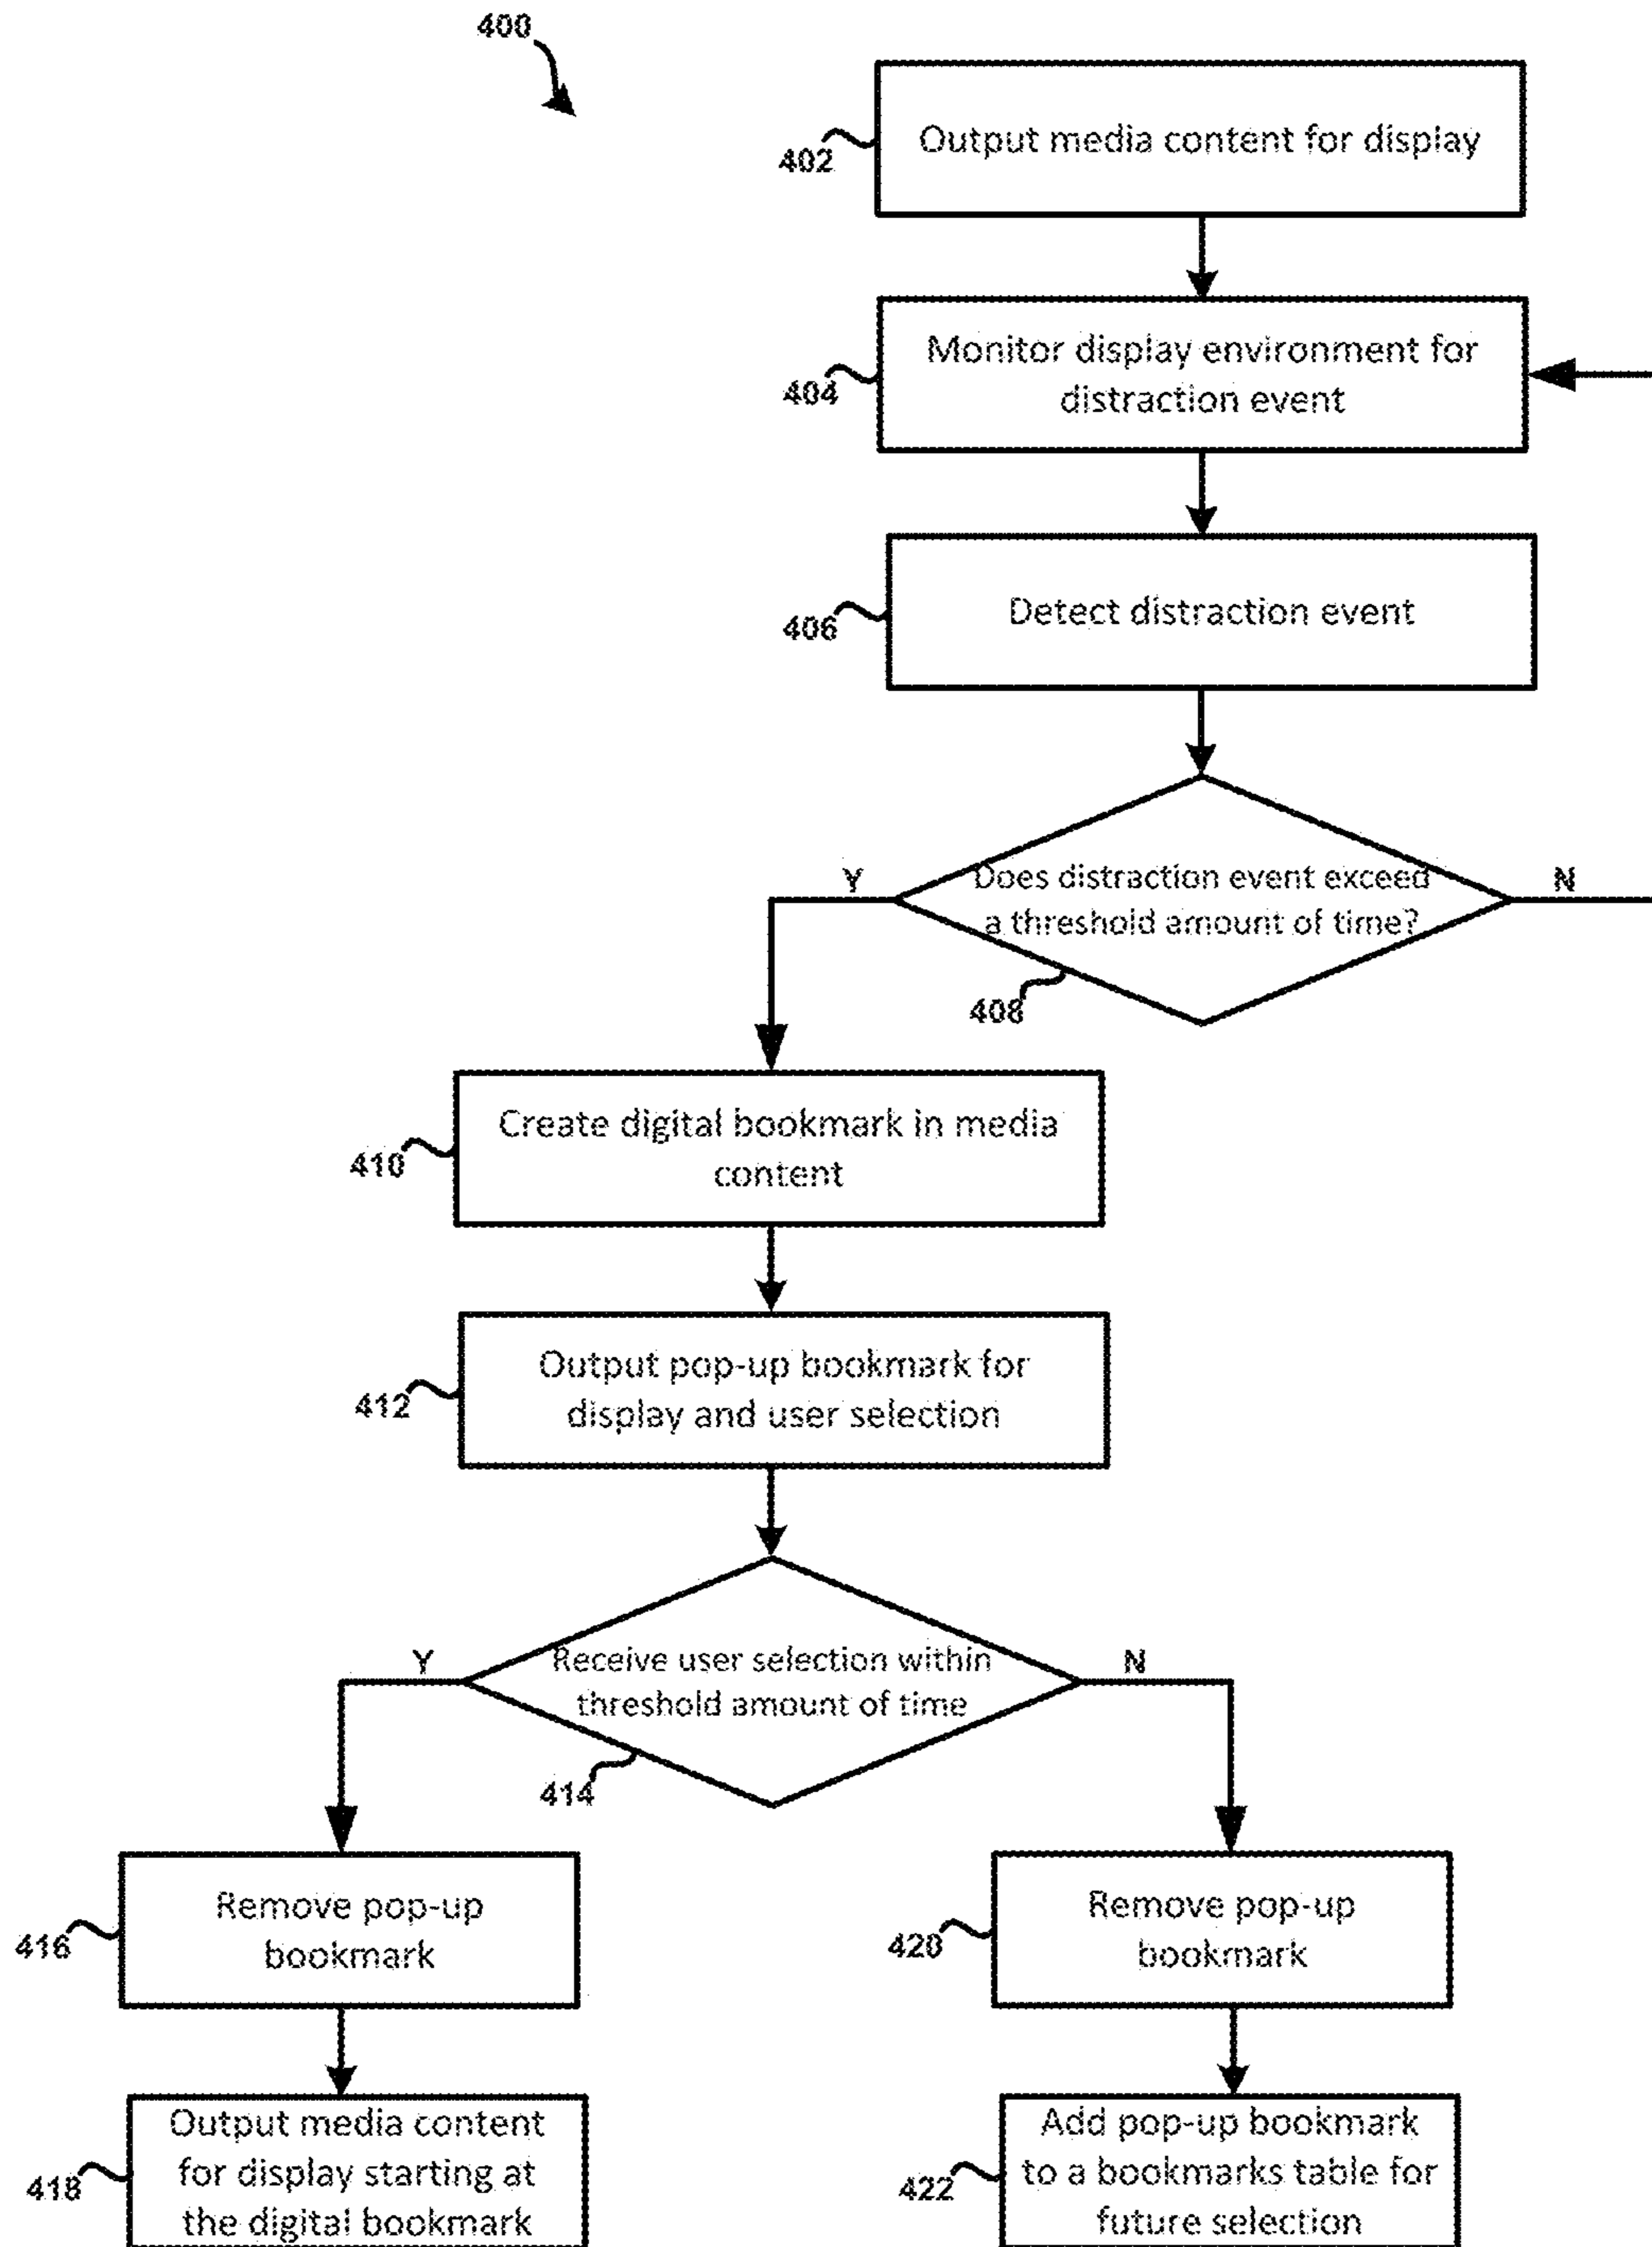 400
Output media content for display
402
Monitor display environment for
distraction event
404
Detect distraction event
406
Does distraction event exceed
a threshold amount of time?
Y
N
408
Create digital bookmark in media
content
410
Output pop-up bookmark for
display and user selection
412
Receive user selection within
threshold amount of time
Y
N
414
Remove pop-up
bookmark
416
Remove pop-up
bookmark
420
Output media content
for display starting at
the digital bookmark
418
Add pop-up bookmark
to a bookmarks table for
future selection
422